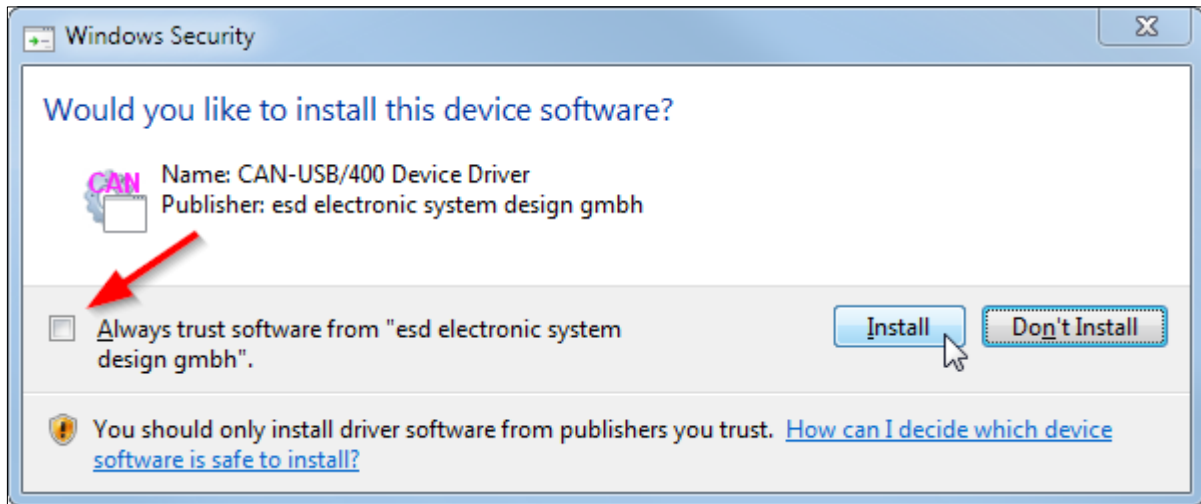 Windows Security
Would you like to install this device software?
CAN
Name: CAN-USB/400 Device Driver
Publisher: esd electronic system design gmbh
Always trust software from "esd electronic system
design gmbh".
Install
Don't Install
You should only install driver software from publishers you trust. How can I decide which device
software is safe to install?